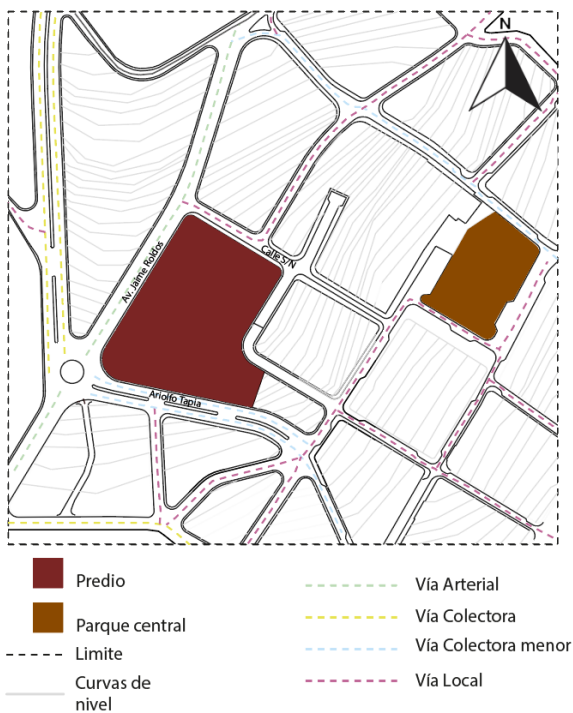 N
Calle S/N
Av. Jaime Roldos
Ariolfo Tapia
Predio
Parque central
Limite
Curvas de
nivel
Vía Arterial
Vía Colectora
Vía Colectora menor
Vía Local